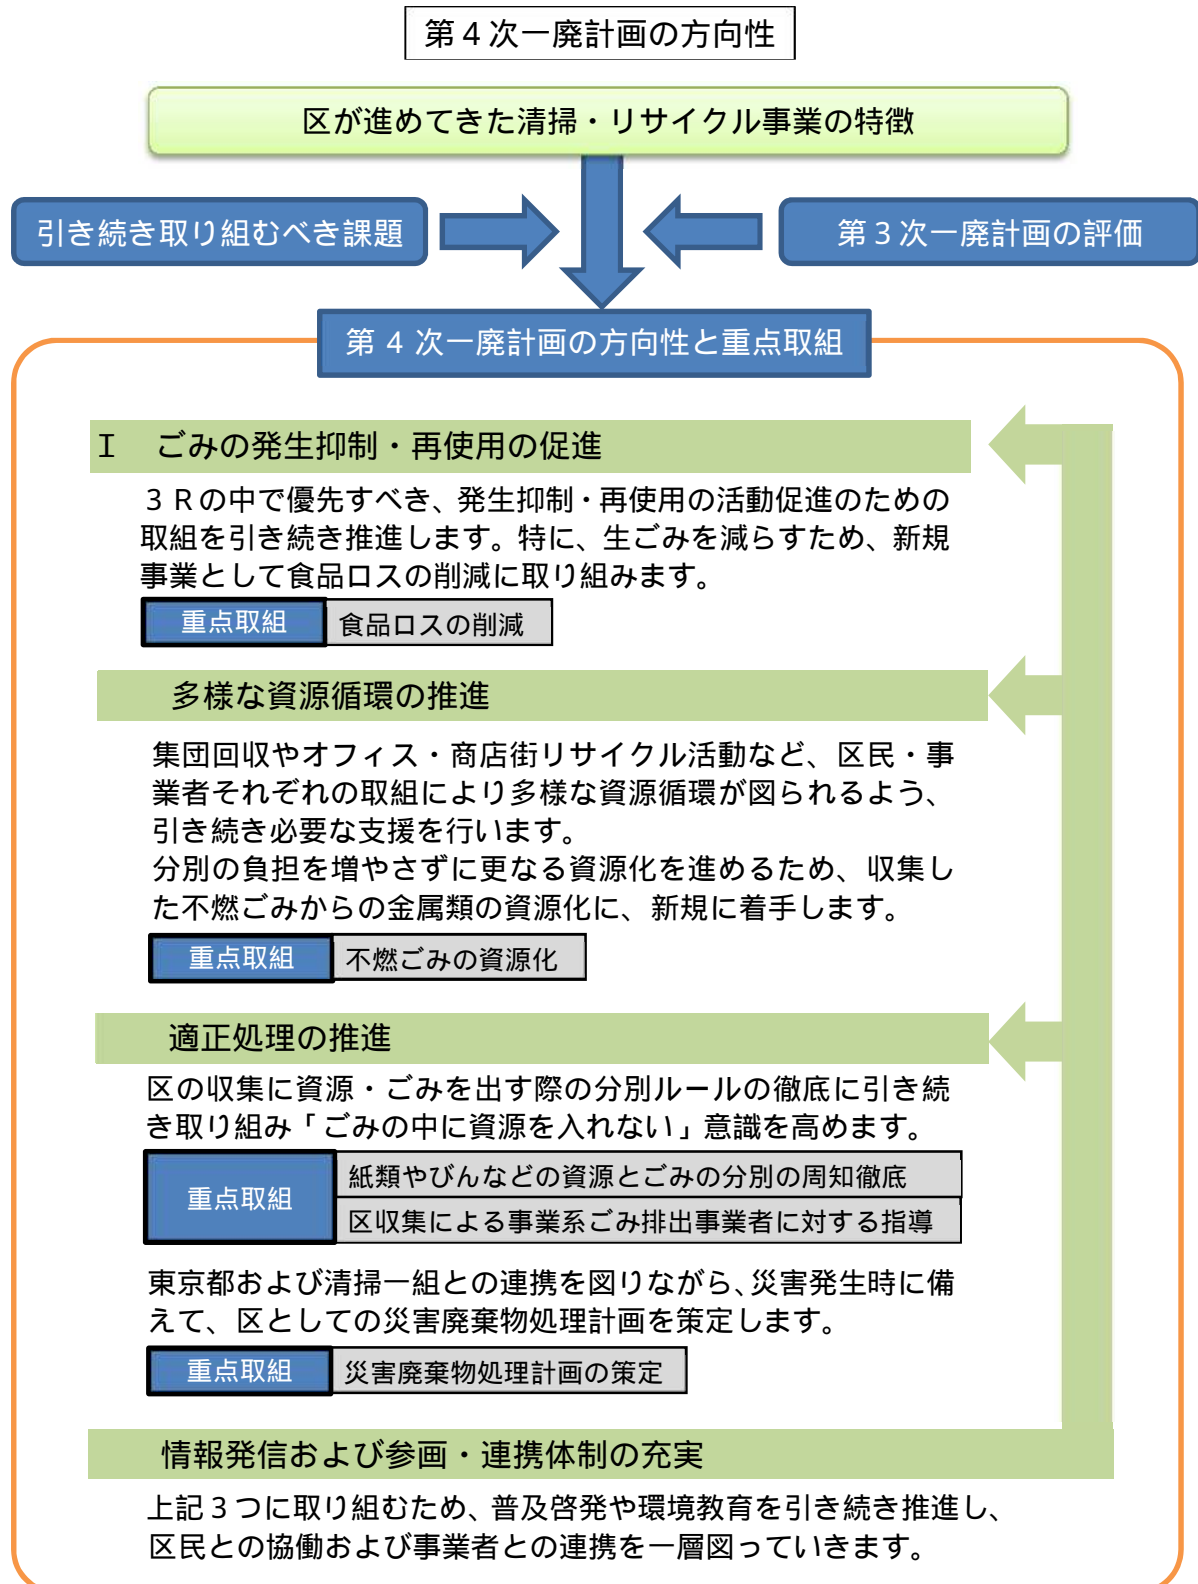 第４次一廃計画の方向性
区が進めてきた清掃・リサイクル事業の特徴
引き続き取り組むべき課題
第３次一廃計画の評価
第 ４ 次一廃計画の方向性と重点取組
Ⅰ　ごみの発生抑制・再使用の促進
３Ｒの中で優先すべき、発生抑制・再使用の活動促進のための
取組を引き続き推進します。特に、生ごみを減らすため、新規
事業として食品ロスの削減に取り組みます。
重点取組 食品ロスの削減
多様な資源循環の推進
集団回収やオフィス・商店街リサイクル活動など、区民・事
業者それぞれの取組により多様な資源循環が図られるよう、
引き続き必要な支援を行います。
分別の負担を増やさずに更なる資源化を進めるため、収集し
た不燃ごみからの金属類の資源化に、新規に着手します。
重点取組 不燃ごみの資源化
適正処理の推進
区の収集に資源・ごみを出す際の分別ルールの徹底に引き続
き取り組み「ごみの中に資源を入れない」意識を高めます。
重点取組
紙類やびんなどの資源とごみの分別の周知徹底
区収集による事業系ごみ排出事業者に対する指導
東京都および清掃一組との連携を図りながら、災害発生時に備
えて、区としての災害廃棄物処理計画を策定します。
重点取組 災害廃棄物処理計画の策定
情報発信および参画・連携体制の充実
上記３つに取り組むため、普及啓発や環境教育を引き続き推進し、
区民との協働および事業者との連携を一層図っていきます。